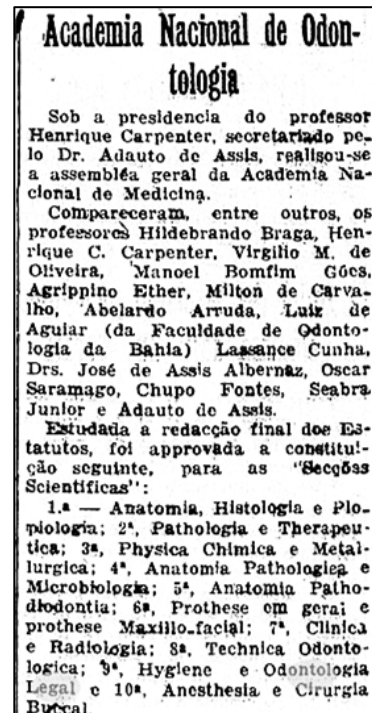 Academia Nacional de Odon-
tologia
Sob a presidencia do professor
Henrique Carpenter, secretariado pe-
lo Dr. Adauto de Assis, realisou-se
a assembléa geral da Academia Na-
cional de Medicina.
Compareceram, entre outros, os
professores Hildebrando Braga, Hen-
rique C. Carpenter, Virgilio M. de
Oliveira, Manoel Bomfim Góes,
Agrippino Ether, Milton de Carva-
lho, Abelardo Arruda, Luiz de
Aguiar (da Faculdade de Odonto-
logia da Bahia) Lassance Cunha,
Drs. José de Assis Albernaz, Oscar
Saramago, Chupo Fontes, Seabra
Junior e Adauto de Assis.
Estudada a redacção final dos Es-
tatutos, foi approvada a constitui-
ção seguinte, para as "Secções
Scientificas":
1.ª — Anatomia, Histologia e Plo-
piologia; 2ª, Pathologia e Therapeu-
tica; 3ª, Physica Chimica e Metal-
lurgica; 4ª, Anatomia Pathologica e
Microbiologia; 5ª, Anatomia Patho-
diodontia; 6ª, Prothese em geral e
prothese Maxillo-facial; 7ª, Clinica
e Radiologia; 8ª, Technica Odonto-
logica; 9ª, Hygiene e Odontologia
Legal e 10ª, Anesthesia e Cirurgia
Buccal.